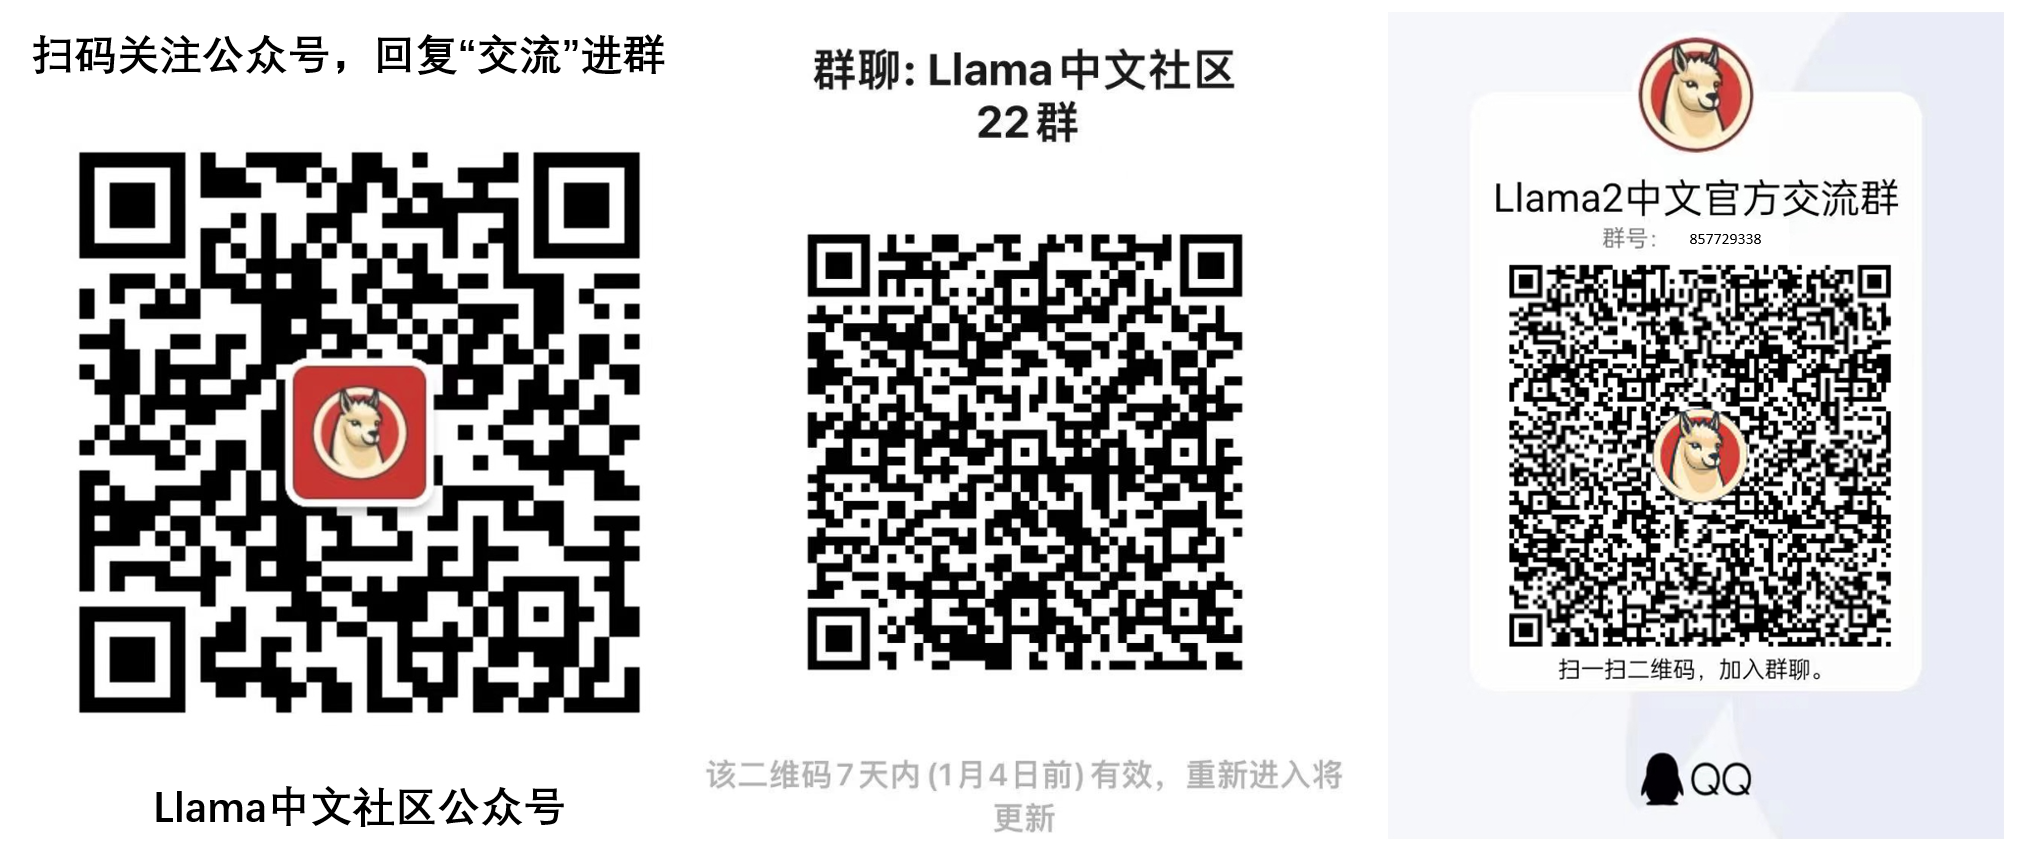 扫码关注公众号，回复“交流”进群
Llama中文社区公众号
群聊: Llama中文社区
22群
该二维码7天内(1月4日前)有效，重新进入将
更新
Llama2中文官方交流群
群号： 857729338
扫一扫二维码，加入群聊。
QQ